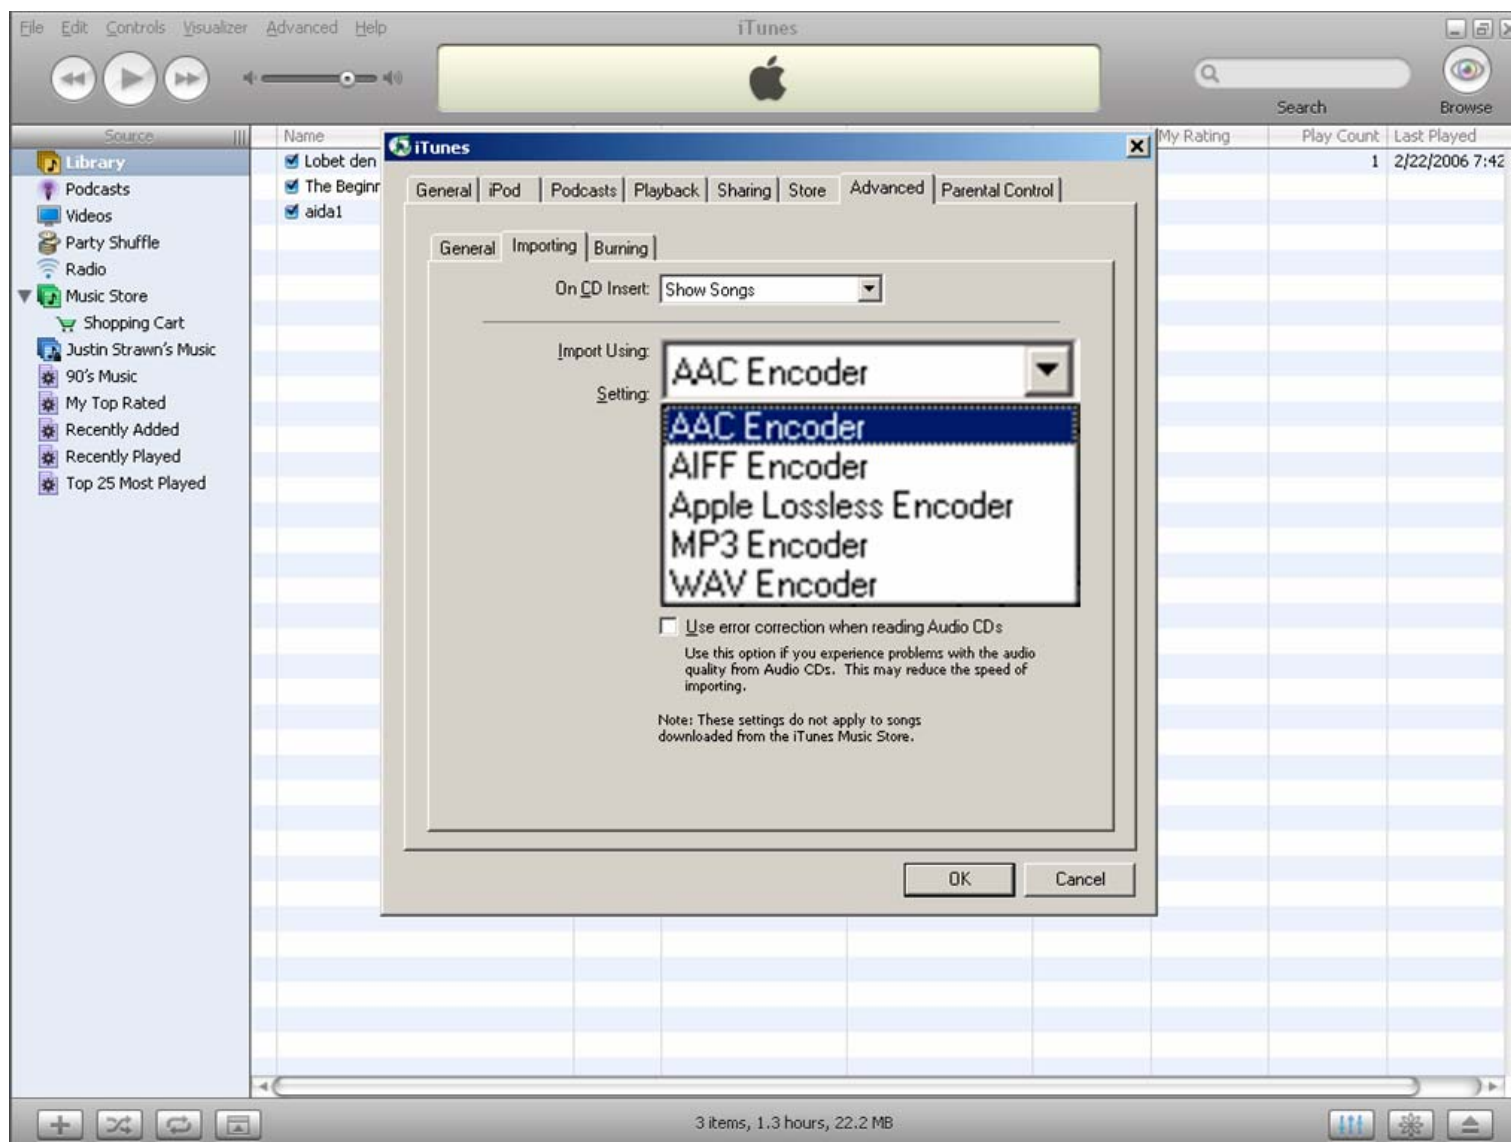 File Edit Controls Visualizer Advanced Help
iTunes
Search
Browse
Source
Library
Podcasts
Videos
Party Shuffle
Radio
Music Store
Shopping Cart
Justin Strawn's Music
90's Music
My Top Rated
Recently Added
Recently Played
Top 25 Most Played
Name My Rating Play Count Last Played
Lobet den 1 2/22/2006 7:42
The Beginr
aida1
iTunes
General iPod Podcasts Playback Sharing Store Advanced Parental Control
General Importing Burning
On CD Insert: Show Songs
Import Using: AAC Encoder
Setting:
AAC Encoder
AIFF Encoder
Apple Lossless Encoder
MP3 Encoder
WAV Encoder
Use error correction when reading Audio CDs
Use this option if you experience problems with the audio
quality from Audio CDs. This may reduce the speed of
importing.
Note: These settings do not apply to songs
downloaded from the iTunes Music Store.
OK Cancel
3 items, 1.3 hours, 22.2 MB